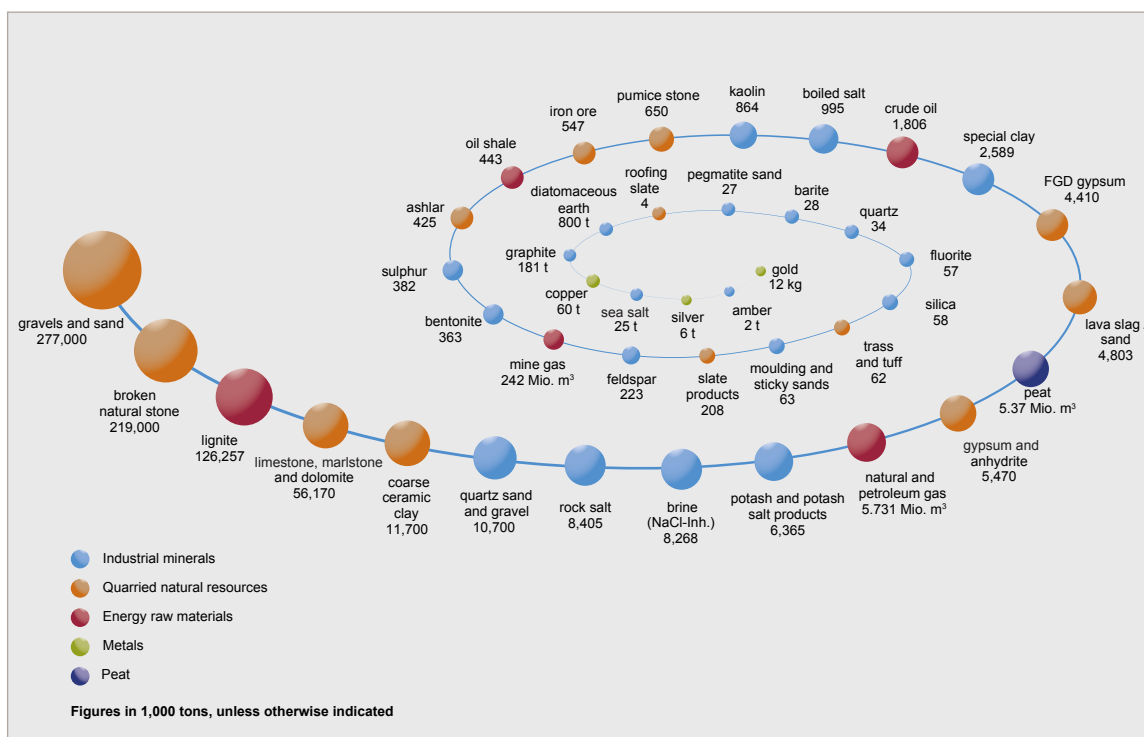 gravels and sand
277,000
broken
natural stone
219,000
lignite
126,257
limestone, marlstone
and dolomite
56,170
coarse
ceramic
clay
11,700
quartz sand
and gravel
10,700
rock salt
8,405
brine
(NaCl-Inh.)
8,268
potash and potash
salt products
6,365
natural and
petroleum gas
5.731 Mio. m³
gypsum and
anhydrite
5,470
peat
5.37 Mio. m³
lava slag
sand
4,803
FGD gypsum
4,410
special clay
2,589
crude oil
1,806
boiled salt
995
kaolin
864
pumice stone
650
iron ore
547
oil shale
443
ashlar
425
sulphur
382
bentonite
363
mine gas
242 Mio. m³
feldspar
223
slate
products
208
moulding and
sticky sands
63
trass
and tuff
62
silica
58
fluorite
57
quartz
34
barite
28
pegmatite sand
27
roofing
slate
4
diatomaceous
earth
800 t
graphite
181 t
copper
60 t
sea salt
25 t
silver
6 t
amber
2 t
gold
12 kg
Industrial minerals
Quarried natural resources
Energy raw materials
Metals
Peat
Figures in 1,000 tons, unless otherwise indicated